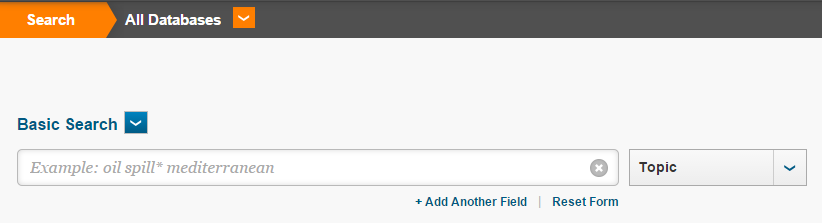 Search All Databases
Basic Search
Example: oil spill* mediterranean Topic
+ Add Another Field | Reset Form